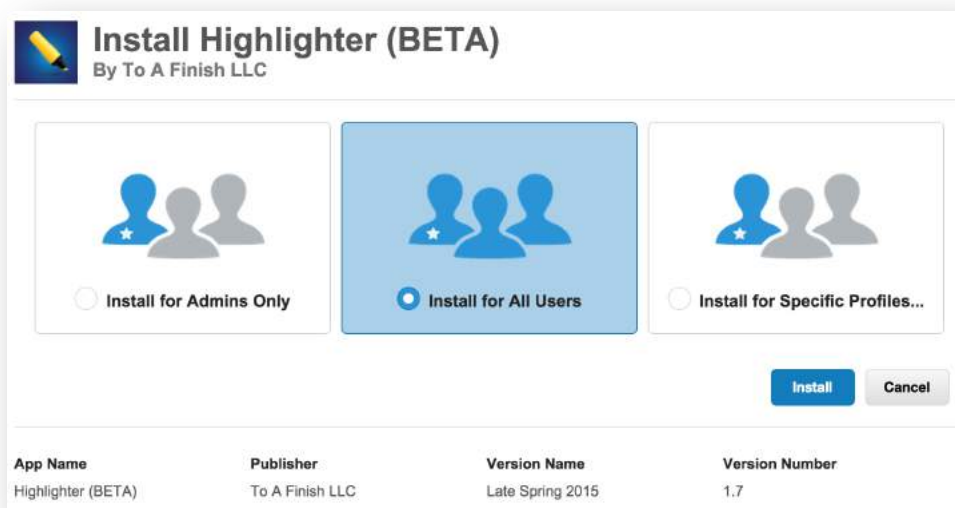 Install Highlighter (BETA)
By To A Finish LLC
Install for Admins Only
Install for All Users
Install for Specific Profiles...
Install Cancel
App Name Publisher Version Name Version Number
Highlighter (BETA) To A Finish LLC Late Spring 2015 1.7